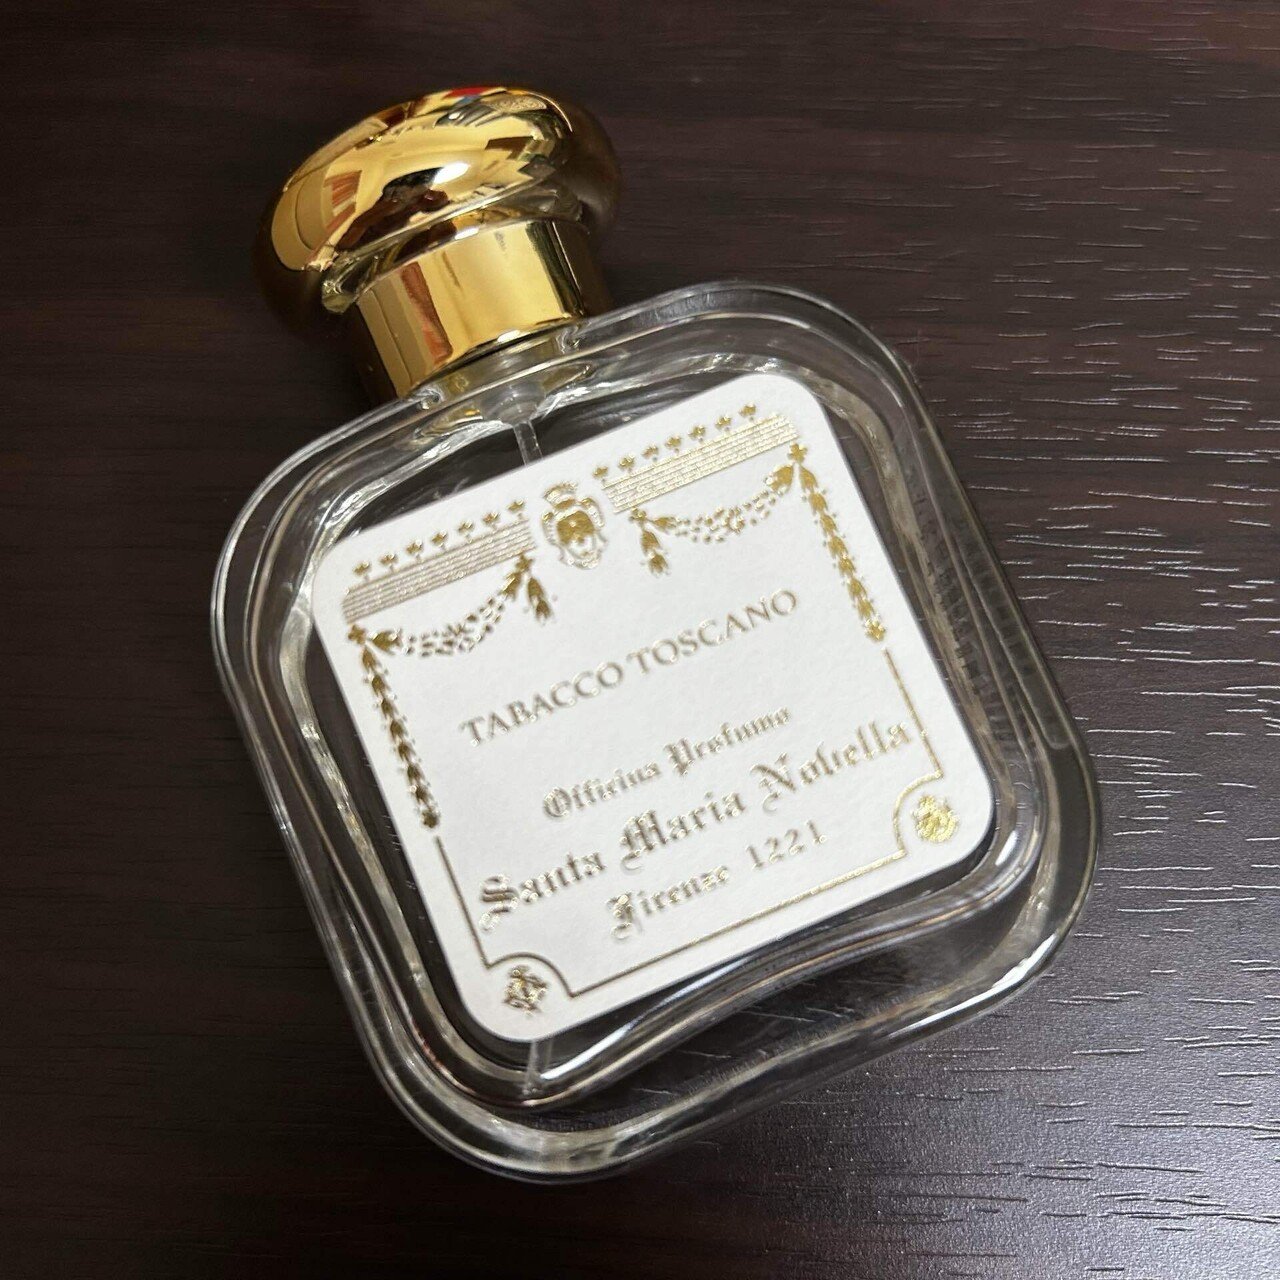 TABACCO TOSCANO
Officina Profumo
Santa Maria Novella
Firenze 1221